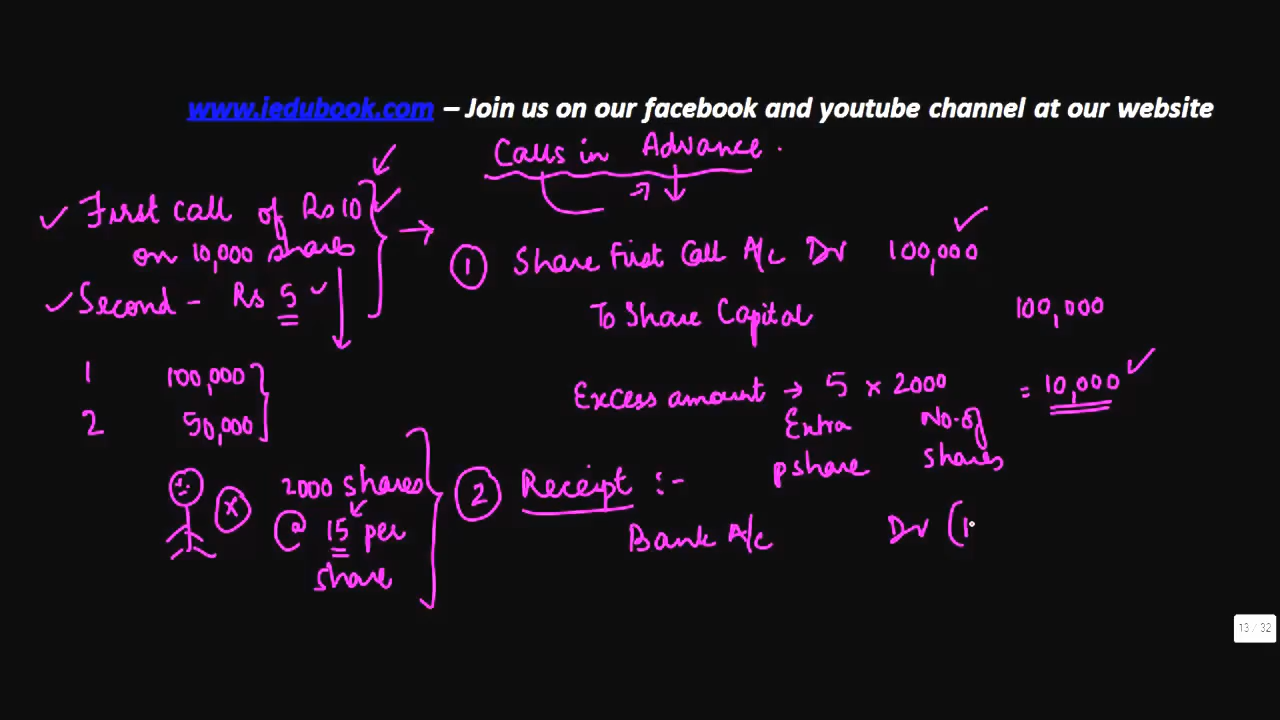 www.iedubook.com – Join us on our facebook and youtube channel at our website
Calls in Advance.
First call of Rs 10
on 10,000 shares
Second - Rs 5
1 100,000
2 50,000
X
2000 shares
@ 15 per
share
1 Share First Call A/c Dr 100,000
To Share Capital 100,000
Excess amount → 5 x 2000 = 10,000
Extra No. of
pshare shares
2 Receipt :-
Bank A/c Dr (1
13 / 32